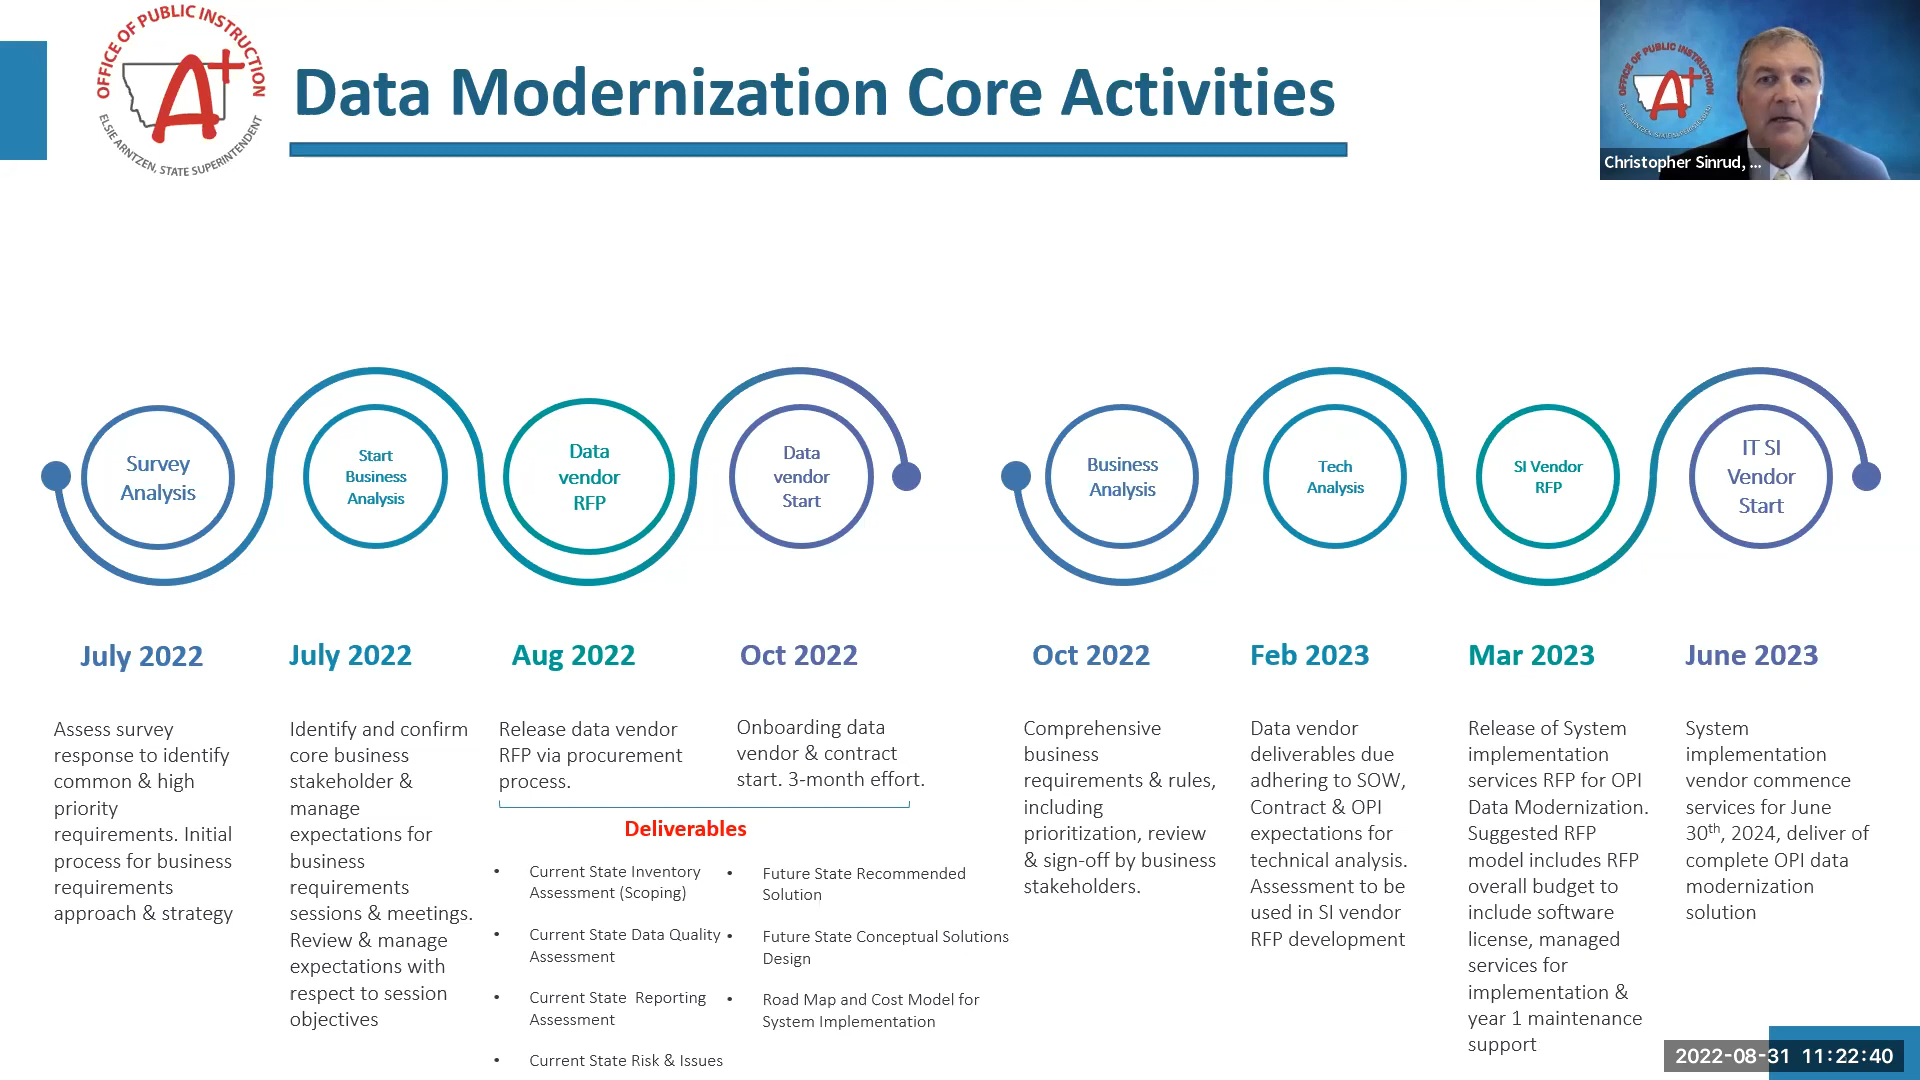 OFFICE OF PUBLIC INSTRUCTION
A+
ELSIE ARNTZEN, STATE SUPERINTENDENT
Data Modernization Core Activities
OFFICE OF PUBLIC INSTRUCTION
A+
ELSIE ARNTZEN, STATE SUPERINTENDENT
Christopher Sinrud, ...
Survey
Analysis
Start
Business
Analysis
Data
vendor
RFP
Data
vendor
Start
Business
Analysis
Tech
Analysis
SI Vendor
RFP
IT SI
Vendor
Start
July 2022
Assess survey
response to identify
common & high
priority
requirements. Initial
process for business
requirements
approach & strategy
July 2022
Identify and confirm
core business
stakeholder &
manage
expectations for
business
requirements
sessions & meetings.
Review & manage
expectations with
respect to session
objectives
Aug 2022
Release data vendor
RFP via procurement
process.
Oct 2022
Onboarding data
vendor & contract
start. 3-month effort.
Deliverables
• Current State Inventory
Assessment (Scoping)
• Current State Data Quality
Assessment
• Current State  Reporting
Assessment
• Current State Risk & Issues
• Future State Recommended
Solution
• Future State Conceptual Solutions
Design
• Road Map and Cost Model for
System Implementation
Oct 2022
Comprehensive
business
requirements & rules,
including
prioritization, review
& sign-off by business
stakeholders.
Feb 2023
Data vendor
deliverables due
adhering to SOW,
Contract & OPI
expectations for
technical analysis.
Assessment to be
used in SI vendor
RFP development
Mar 2023
Release of System
implementation
services RFP for OPI
Data Modernization.
Suggested RFP
model includes RFP
overall budget to
include software
license, managed
services for
implementation &
year 1 maintenance
support
June 2023
System
implementation
vendor commence
services for June
30th, 2024, deliver of
complete OPI data
modernization
solution
2022-08-31 11:22:40